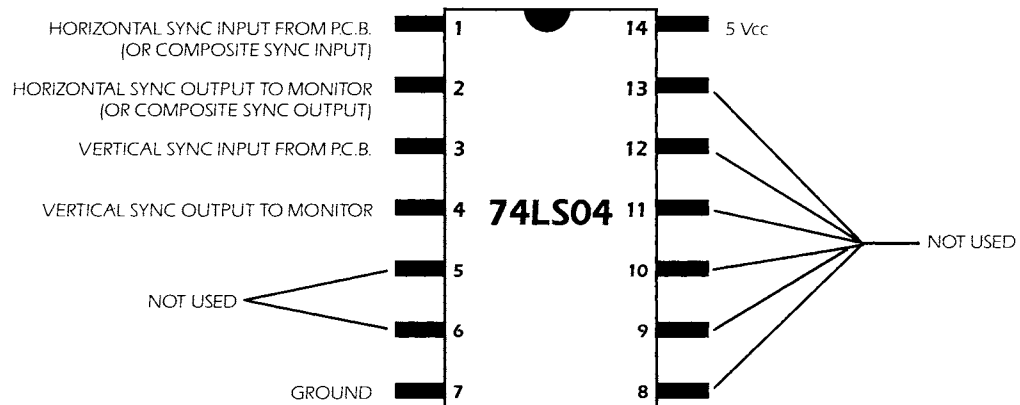 HORIZONTAL SYNC INPUT FROM P.C.B.
(OR COMPOSITE SYNC INPUT)
HORIZONTAL SYNC OUTPUT TO MONITOR
(OR COMPOSITE SYNC OUTPUT)
VERTICAL SYNC INPUT FROM P.C.B.
VERTICAL SYNC OUTPUT TO MONITOR
NOT USED
GROUND
1
2
3
4
5
6
7
74LS04
14
13
12
11
10
9
8
5 Vcc
NOT USED